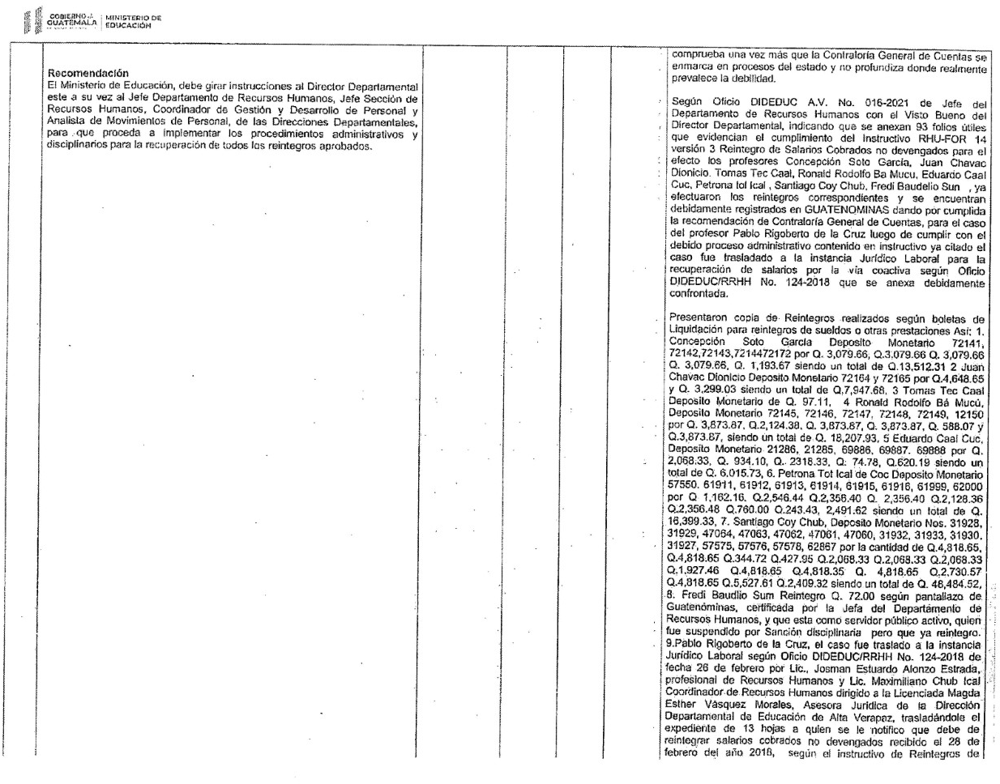 GOBIERNO de
GUATEMALA
MINISTERIO DE
EDUCACIÓN
Recomendación
El Ministerio de Educación, debe girar instrucciones al Director Departamental
este a su vez al Jefe Departamento de Recursos Humanos, Jefe Sección de
Recursos Humanos, Coordinador de Gestión y Desarrollo de Personal y
Analista de Movimientos de Personal, de las Direcciones Departamentales,
para que proceda a implementar los procedimientos administrativos y
disciplinarios para la recuperación de todos los reintegros aprobados.
comprueba una vez más que la Contraloría General de Cuentas se
enmarca en procesos del estado y no profundiza donde realmente
prevalece la debilidad.
Según Oficio DIDEDUC A.V. No. 016-2021 de Jefe del
Departamento de Recursos Humanos con el Visto Bueno del
Director Departamental, indicando que se anexan 93 folios útiles
que evidencian el cumplimiento del Instructivo RHU-FOR 14
versión 3 Reintegro de Salarios Cobrados no devengados para el
efecto los profesores Concepción Soto García, Juan Chavac
Dionicio. Tomas Tec Caal, Ronald Rodolfo Ba Mucu, Eduardo Caal
Cuc, Petrona Iol Ical , Santiago Coy Chub, Fredi Baudelio Sun , ya
efectuaron los reintegros correspondientes y se encuentran
debidamente registrados en GUATENOMINAS dando por cumplida
la recomendación de Contraloría General de Cuentas, para el caso
del profesor Pablo Rigoberto de la Cruz luego de cumplir con el
debido proceso administrativo contenido en instructivo ya citado el
caso fue trasladado a la instancia Jurídico Laboral para la
recuperación de salarios por la vía coactiva según Oficio
DIDEDUC/RRHH No. 124-2018 que se anexa debidamente
confrontada.
Presentaron copia de Reintegros realizados según boletas de
Liquidación para reintegros de sueldos o otras prestaciones Así: 1.
Concepción Soto García Deposito Monetario 72141,
72142,72143,7214472172 por Q. 3,079.66, Q.3,079.66 Q. 3,079.66
Q. 3,079.66, Q. 1,193.67 siendo un total de Q.13,512.31 2 Juan
Chavac Dionicio Deposito Monetario 72164 y 72165 por Q.4,648.65
y Q. 3,299.03 siendo un total de Q.7,947.68, 3 Tomas Tec Caal
Deposito Monetario de Q. 97.11, 4 Ronald Rodolfo Bá Mucú,
Deposito Monetario 72145, 72146, 72147, 72148, 72149, 12150
por Q. 3,873.87, Q.2,124.38, Q. 3,873.87, Q. 3,873.87, Q. 588.07 y
Q.3,873.87, siendo un total de Q. 18,207.93, 5 Eduardo Caal Cuc,
Deposito Monetario 21286, 21285, 69886, 69887. 69888 por Q.
2,068.33, Q. 934.10, Q. 2318.33, Q. 74.78, Q.620.19 siendo un
total de Q. 6,015.73, 6. Petrona Tot Ical de Coc Deposito Monetario
57550. 61911, 61912, 61913, 61914, 61915, 61916, 61999, 62000
por Q 1,162.16. Q.2,546.44 Q.2,356.40 Q. 2,356.40 Q.2,128.36
Q.2,356.48 Q.760.00 Q.243.43, 2,491.62 siendo un total de Q.
16,399.33, 7. Santiago Coy Chub, Deposito Monetario Nos. 31928,
31929, 47064, 47063, 47062, 47061, 47060, 31932, 31933, 31930.
31927, 57575, 57576, 57578, 62867 por la cantidad de Q.4,818.65,
Q.4,818.65 Q.344.72 Q.427.95 Q.2,068.33 Q.2,068.33 Q.2,068.33
Q.1,927.46 Q.4,818.65 Q.4,818.35 Q. 4,818.65 Q.2,730.57
Q.4,818.65 Q.5,527.61 Q.2,409.32 siendo un total de Q. 48,484.52,
8. Fredi Baudlio Sum Reintegro Q. 72.00 según pantallazo de
Guatenóminas, certificada por la Jefa del Departamento de
Recursos Humanos, y que esta como servidor público activo, quien
fue suspendido por Sanción disciplinaria pero que ya reintegro.
9.Pablo Rigoberto de la Cruz, el caso fue traslado a la instancia
Jurídico Laboral según Oficio DIDEDUC/RRHH No. 124-2018 de
fecha 26 de febrero por Lic., Josman Estuardo Alonzo Estrada,
profesional de Recursos Humanos y Lic. Maximiliano Chub Ical
Coordinador de Recursos Humanos dirigido a la Licenciada Magda
Esther Vásquez Morales, Asesora Jurídica de la Dirección
Departamental de Educación de Alta Verapaz, trasladándole el
expediente de 13 hojas a quien se le notifico que debe de
reintegrar salarios cobrados no devengados recibido el 28 de
febrero del año 2018, según el instructivo de Reintegros de